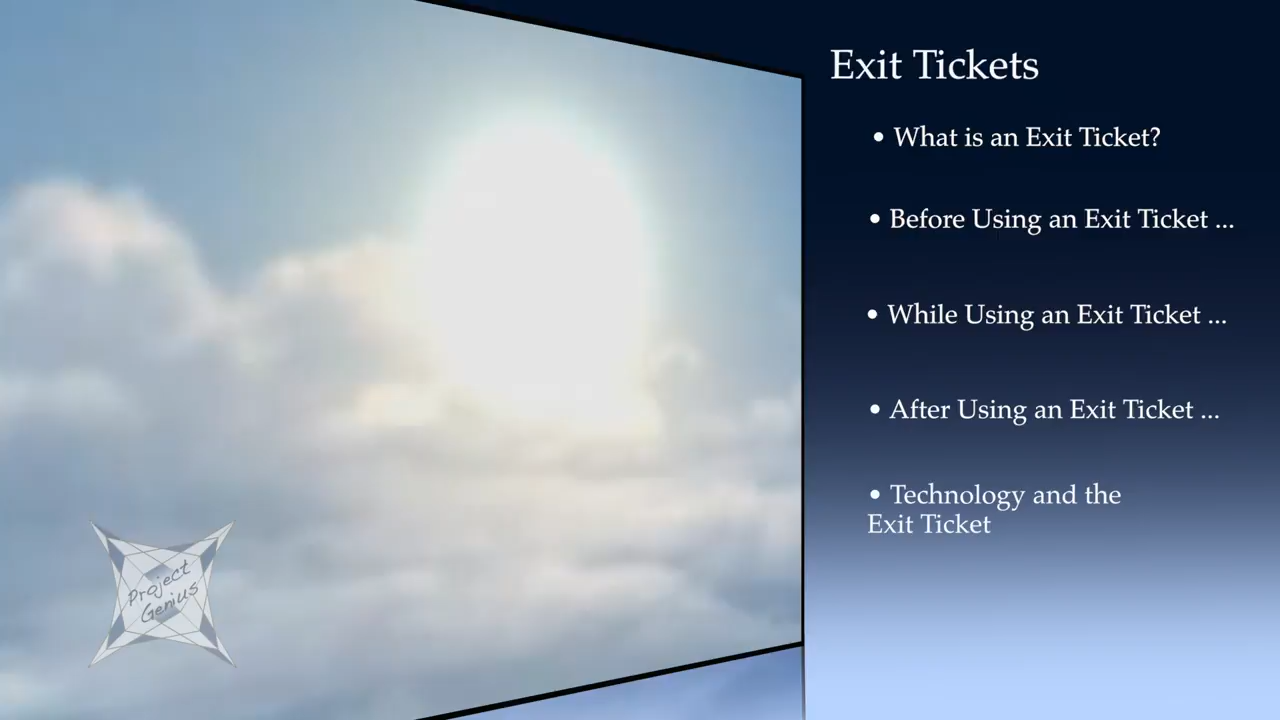 Exit Tickets
• What is an Exit Ticket?
• Before Using an Exit Ticket ...
• While Using an Exit Ticket ...
• After Using an Exit Ticket ...
• Technology and the
Exit Ticket
Project
Genius